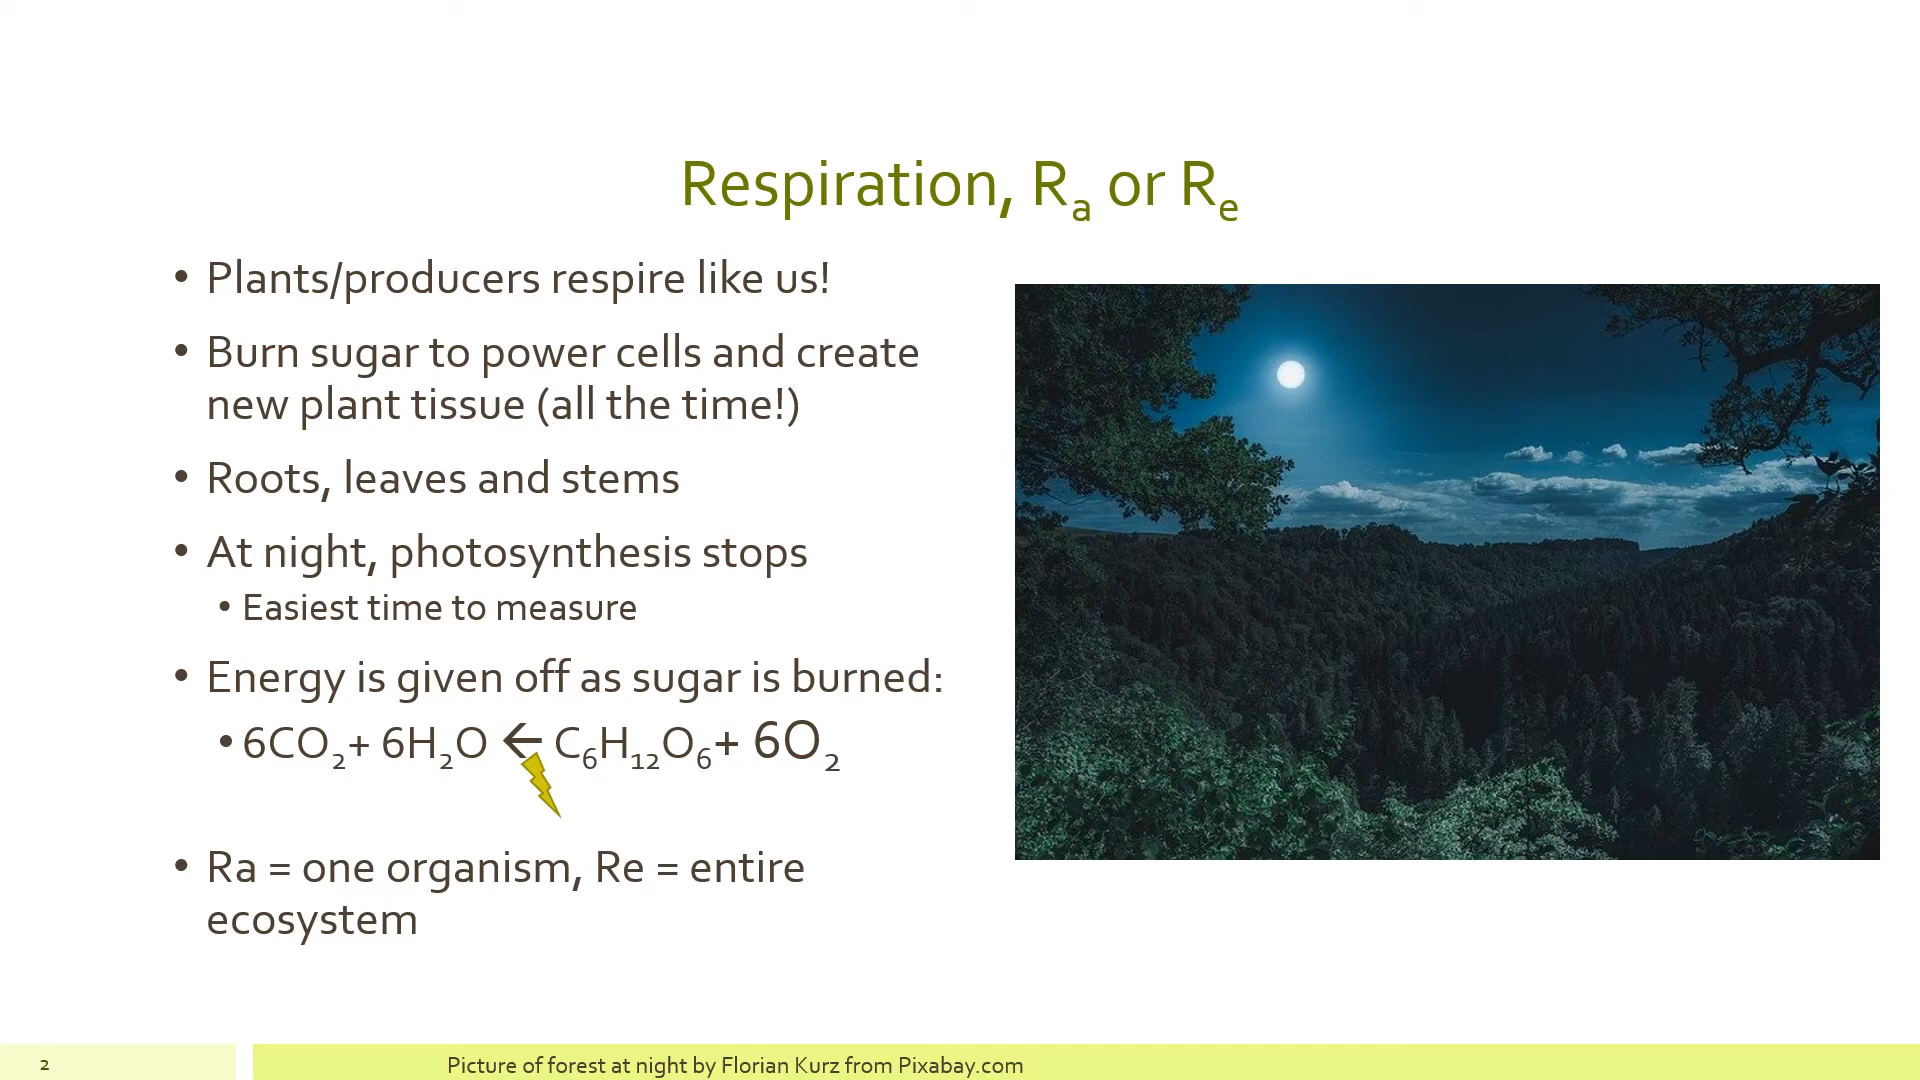 Respiration, Rₐ or Rₑ
• Plants/producers respire like us!
• Burn sugar to power cells and create
new plant tissue (all the time!)
• Roots, leaves and stems
• At night, photosynthesis stops
• Easiest time to measure
• Energy is given off as sugar is burned:
• 6CO₂+ 6H₂O ← C₆H₁₂O₆+ 6O₂
• Ra = one organism, Re = entire
ecosystem
2
Picture of forest at night by Florian Kurz from Pixabay.com